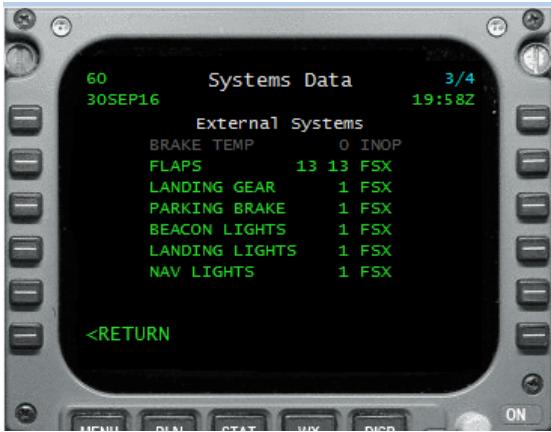 60 Systems Data 3/4
30SEP16 19:58Z
External Systems
BRAKE TEMP 0 INOP
FLAPS 13 13 FSX
LANDING GEAR 1 FSX
PARKING BRAKE 1 FSX
BEACON LIGHTS 1 FSX
LANDING LIGHTS 1 FSX
NAV LIGHTS 1 FSX
<RETURN
ON
MENU PLN STAT WX DISP